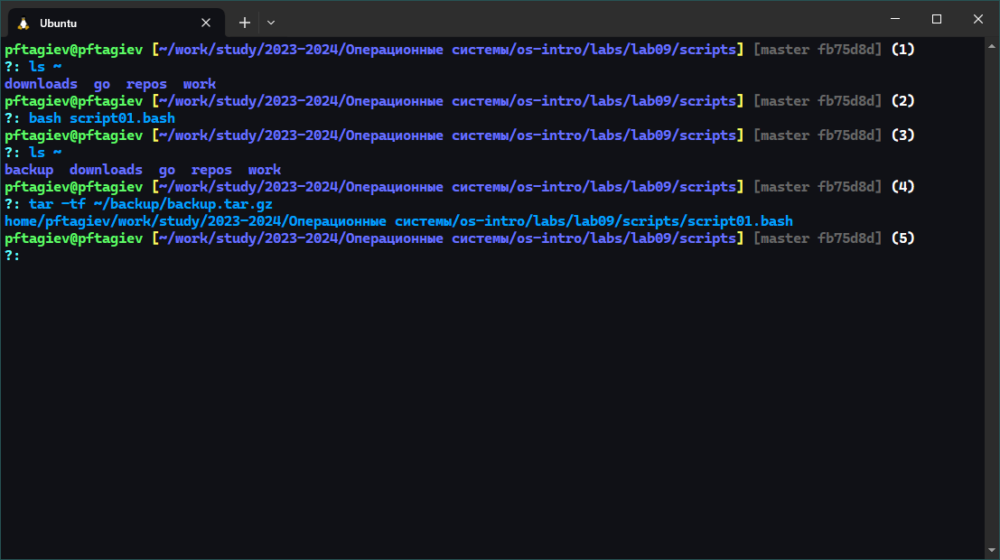 Ubuntu
pftagiev@pftagiev [~/work/study/2023-2024/Операционные системы/os-intro/labs/lab09/scripts] [master fb75d8d] (1)
?: ls ~
downloads go repos work
pftagiev@pftagiev [~/work/study/2023-2024/Операционные системы/os-intro/labs/lab09/scripts] [master fb75d8d] (2)
?: bash script01.bash
pftagiev@pftagiev [~/work/study/2023-2024/Операционные системы/os-intro/labs/lab09/scripts] [master fb75d8d] (3)
?: ls ~
backup downloads go repos work
pftagiev@pftagiev [~/work/study/2023-2024/Операционные системы/os-intro/labs/lab09/scripts] [master fb75d8d] (4)
?: tar -tf ~/backup/backup.tar.gz
home/pftagiev/work/study/2023-2024/Операционные системы/os-intro/labs/lab09/scripts/script01.bash
pftagiev@pftagiev [~/work/study/2023-2024/Операционные системы/os-intro/labs/lab09/scripts] [master fb75d8d] (5)
?: